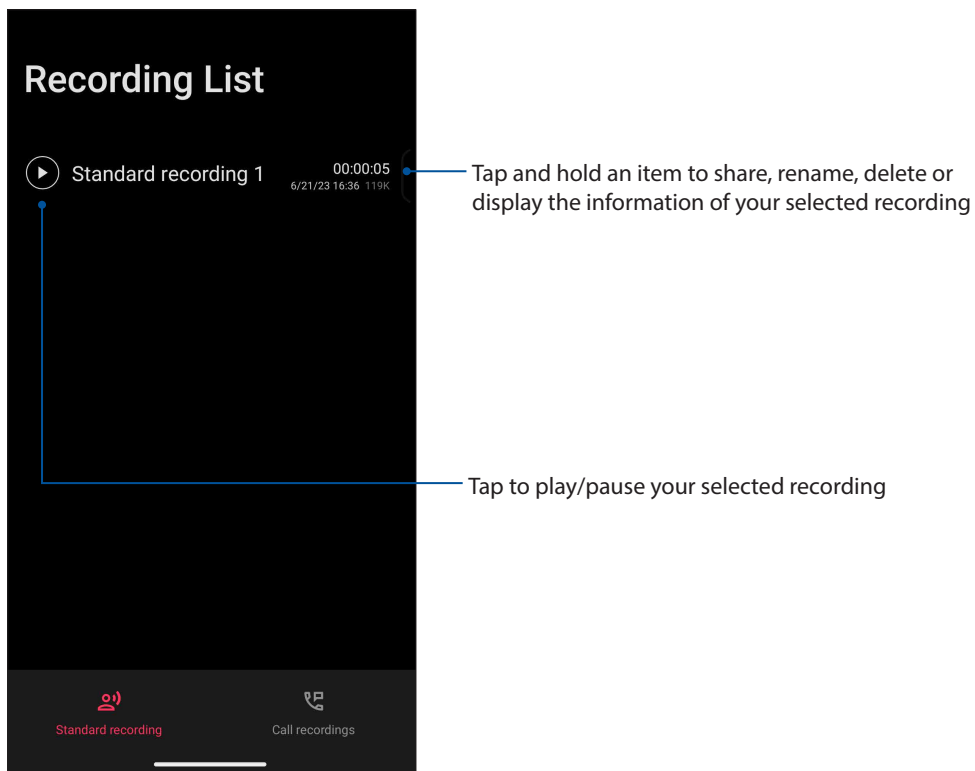 Recording List
Standard recording 1
00:00:05
6/21/23 16:36 119K
Tap and hold an item to share, rename, delete or
display the information of your selected recording
Tap to play/pause your selected recording
Standard recording
Call recordings